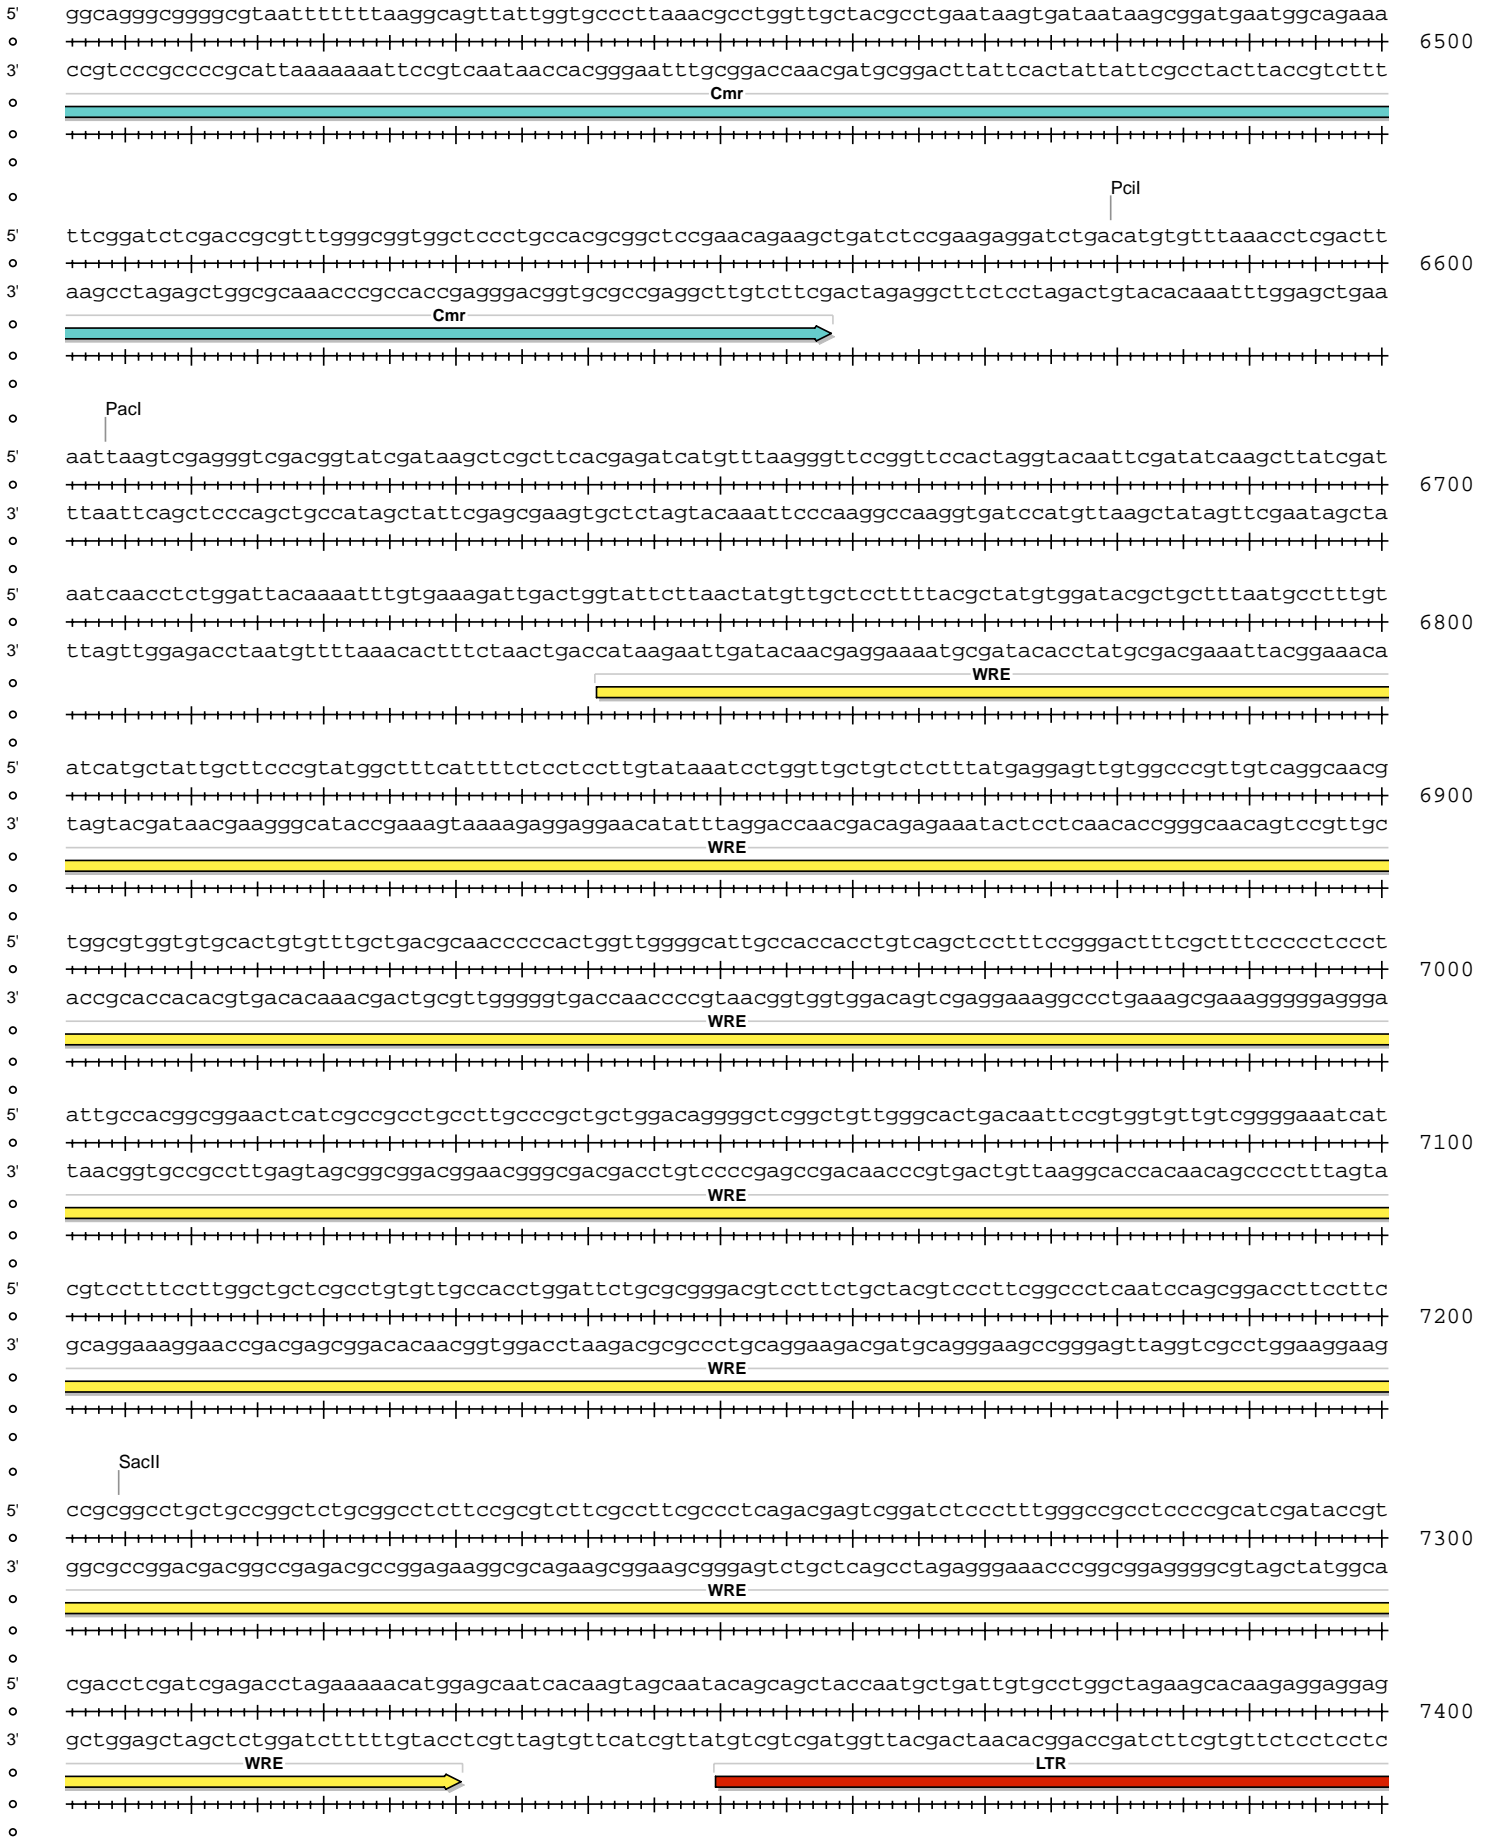 5' ggcagggcggggcgtaatttttttaaggcagttattggtgcccttaaacgcctggttgctacgcctgaataagtgataataagcggatgaatggcagaaa
6500
3' ccgtcccgccccgcattaaaaaaattccgtcaataaccacgggaatttgcggaccaacgatgcggacttattcactattattcgcctacttaccgtcttt
Cmr
PciI
5' ttcggatctcgaccgcgtttgggcggtggctccctgccacgcggctccgaacagaagctgatctccgaagaggatctgacatgtgtttaaacctcgactt
6600
3' aagcctagagctggcgcaaacccgccaccgagggacggtgcgccgaggcttgtcttcgactagaggcttctcctagactgtacacaaatttggagctgaa
Cmr
PacI
5' aattaagtcgagggtcgacggtatcgataagctcgcttcacgagatcatgtttaagggttccggttccactaggtacaattcgatatcaagcttatcgat
6700
3' ttaattcagctcccagctgccatagctattcgagcgaagtgctctagtacaaattcccaaggccaaggtgatccatgttaagctatagttcgaatagcta
5' aatcaacctctggattacaaaatttgtgaaagattgactggtattcttaactatgttgctccttttacgctatgtggatacgctgctttaatgcctttgt
6800
3' ttagttggagacctaatgttttaaacactttctaactgaccataagaattgatacaacgaggaaaatgcgatacacctatgcgacgaaattacggaaaca
WRE
5' atcatgctattgcttcccgtatggctttcattttctcctccttgtataaatcctggttgctgtctctttatgaggagttgtggcccgttgtcaggcaacg
6900
3' tagtacgataacgaagggcataccgaaagtaaaagaggaggaacatatttaggaccaacgacagagaaatactcctcaacaccgggcaacagtccgttgc
WRE
5' tggcgtggtgtgcactgtgtttgctgacgcaacccccactggttggggcattgccaccacctgtcagctcctttccgggactttcgctttccccctccct
7000
3' accgcaccacacgtgacacaaacgactgcgttgggggtgaccaaccccgtaacggtggtggacagtcgaggaaaggccctgaaagcgaaagggggaggga
WRE
5' attgccacggcggaactcatcgccgcctgccttgcccgctgctggacaggggctcggctgttgggcactgacaattccgtggtgttgtcggggaaatcat
7100
3' taacggtgccgccttgagtagcggcggacggaacgggcgacgacctgtccccgagccgacaacccgtgactgttaaggcaccacaacagcccctttagta
WRE
5' cgtcctttccttggctgctcgcctgtgttgccacctggattctgcgcgggacgtccttctgctacgtcccttcggccctcaatccagcggaccttccttc
7200
3' gcaggaaaggaaccgacgagcggacacaacggtggacctaagacgcgccctgcaggaagacgatgcagggaagccgggagttaggtcgcctggaaggaag
WRE
SacII
5' ccgcggcctgctgccggctctgcggcctcttccgcgtcttcgccttcgccctcagacgagtcggatctccctttgggccgcctccccgcatcgataccgt
7300
3' ggcgccggacgacggccgagacgccggagaaggcgcagaagcggaagcgggagtctgctcagcctagagggaaacccggcggaggggcgtagctatggca
WRE
5' cgacctcgatcgagacctagaaaaacatggagcaatcacaagtagcaatacagcagctaccaatgctgattgtgcctggctagaagcacaagaggaggag
7400
3' gctggagctagctctggatctttttgtacctcgttagtgttcatcgttatgtcgtcgatggttacgactaacacggaccgatcttcgtgttctcctcctc
WRE LTR